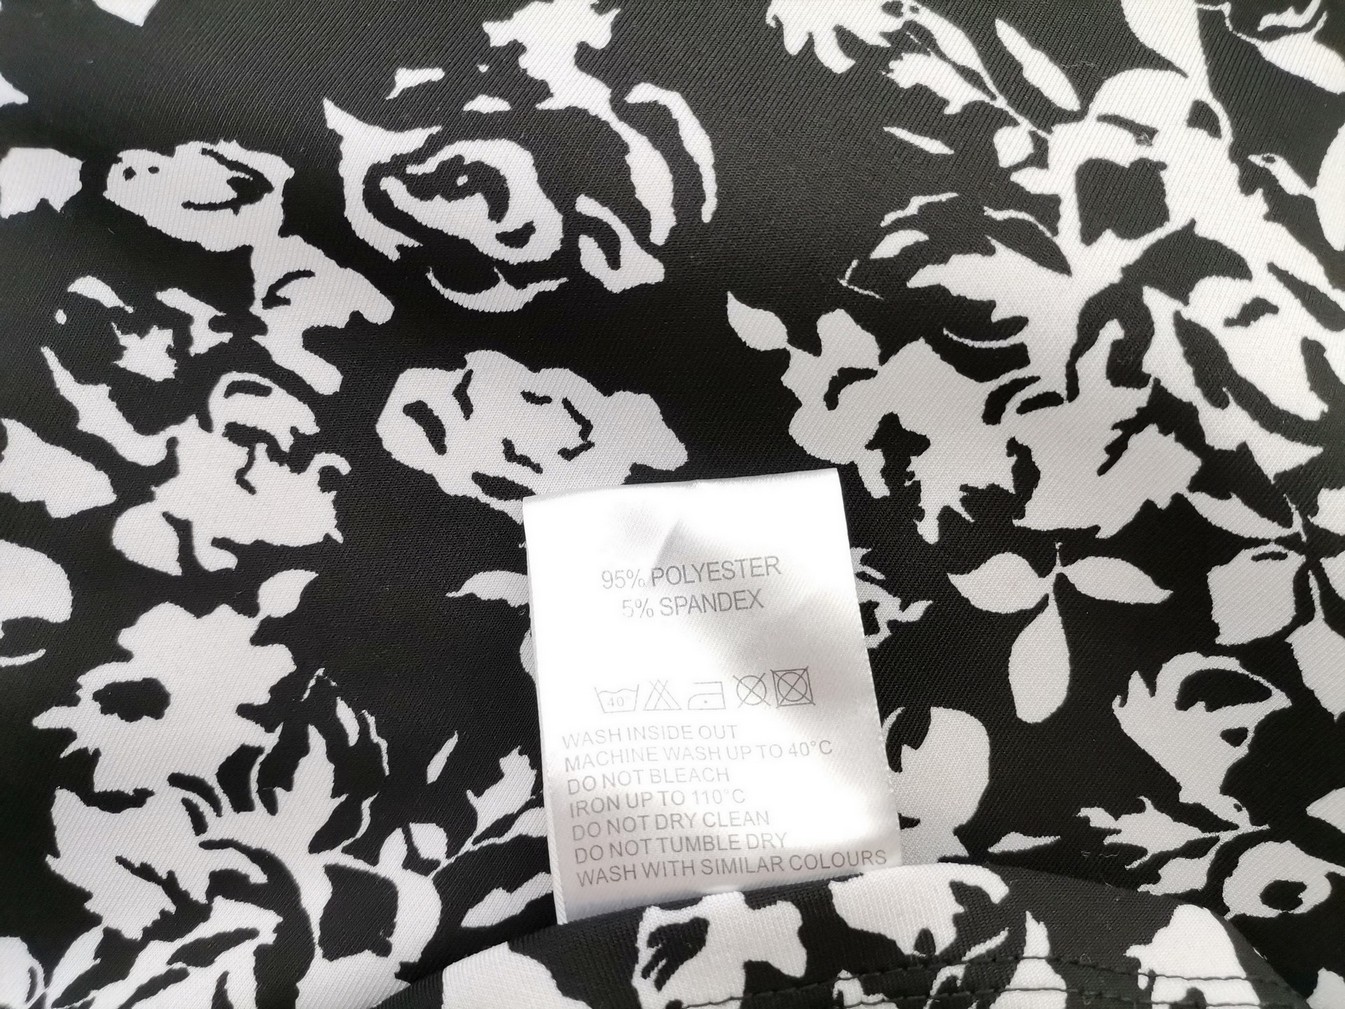 95% POLYESTER
5% SPANDEX
40
WASH INSIDE OUT
MACHINE WASH UP TO 40°C
DO NOT BLEACH
IRON UP TO 110°C
DO NOT DRY CLEAN
DO NOT TUMBLE DRY
WASH WITH SIMILAR COLOURS